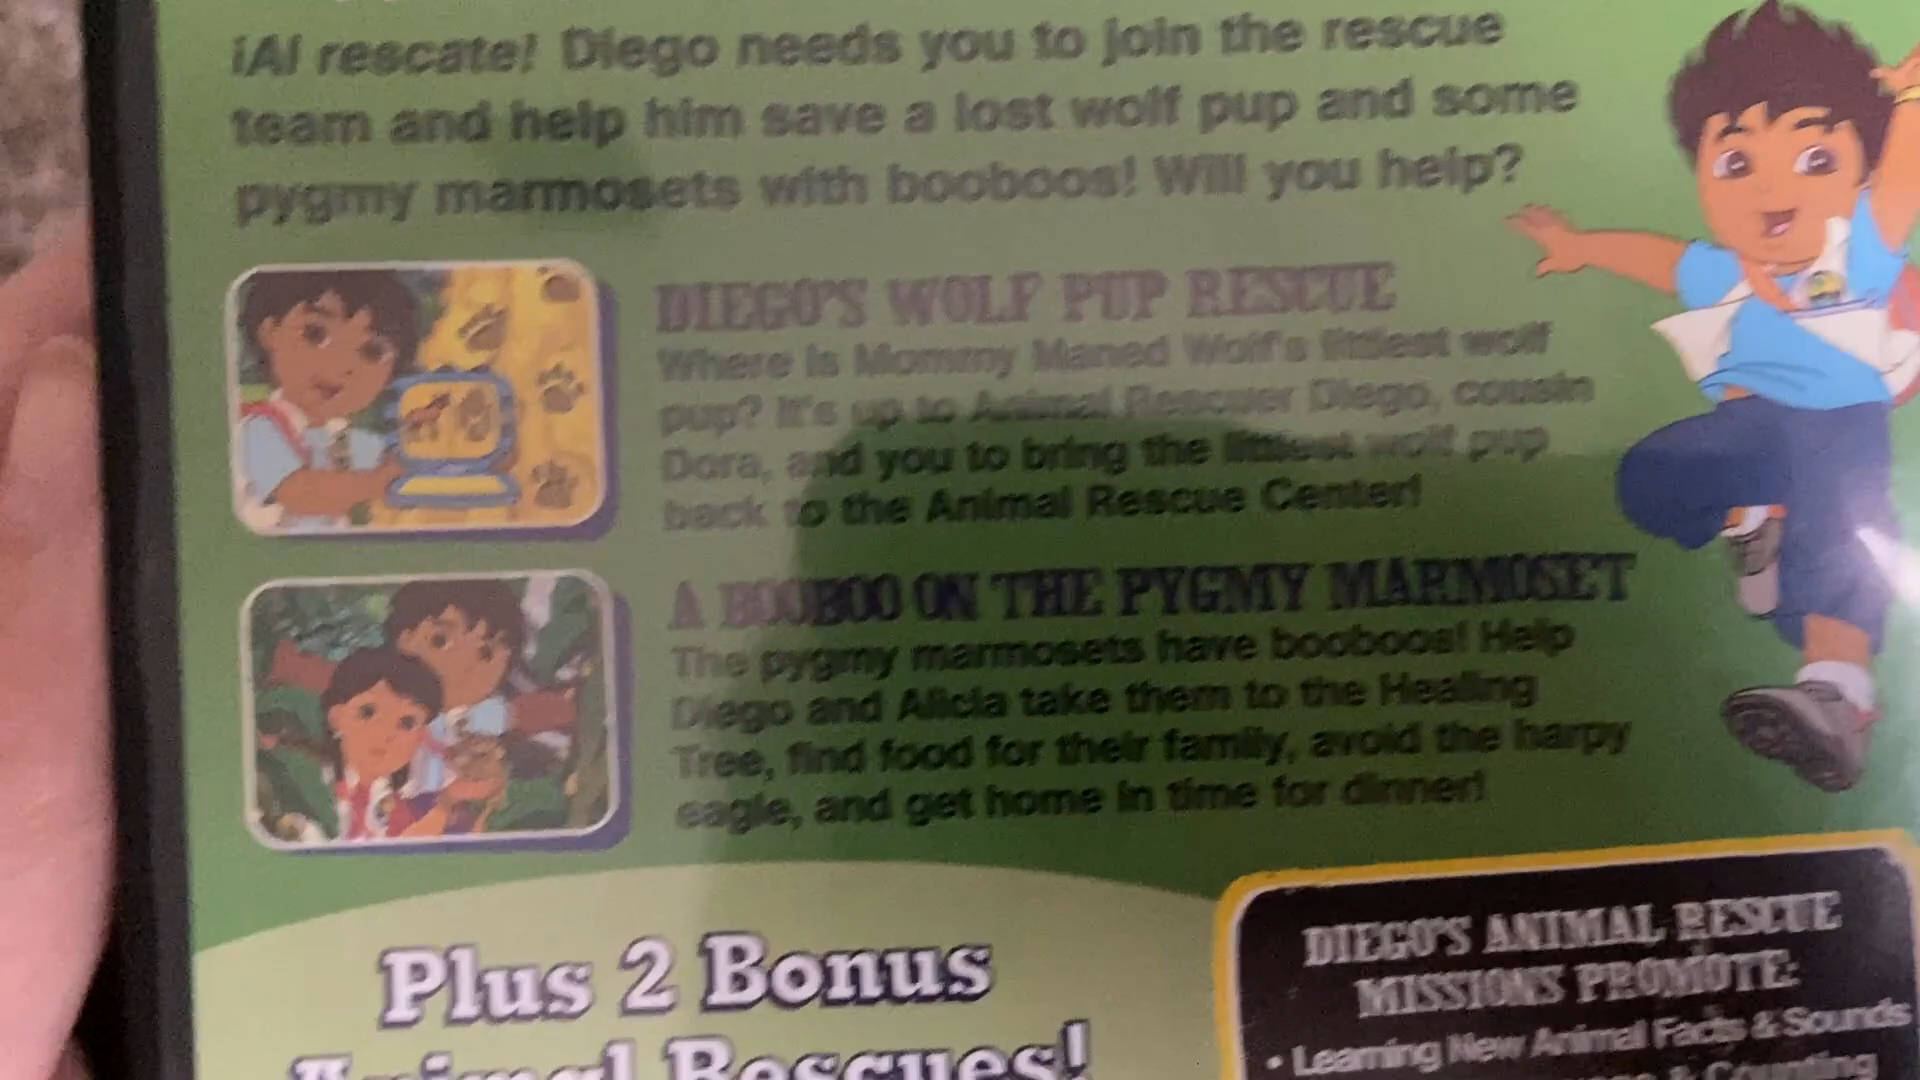 ¡Al rescate! Diego needs you to join the rescue
team and help him save a lost wolf pup and some
pygmy marmosets with booboos! Will you help?
DIEGO'S WOLF PUP RESCUE
Where is Mommy Maned Wolf's littlest wolf
pup? It's up to Animal Rescuer Diego, cousin
Dora, and you to bring the littlest wolf pup
back to the Animal Rescue Center!
A BOOBOO ON THE PYGMY MARMOSET
The pygmy marmosets have booboos! Help
Diego and Alicia take them to the Healing
Tree, find food for their family, avoid the harpy
eagle, and get home in time for dinner!
Plus 2 Bonus
Animal Rescues!
DIEGO'S ANIMAL RESCUE
MISSIONS PROMOTE:
• Learning New Animal Facts & Sounds
& Counting